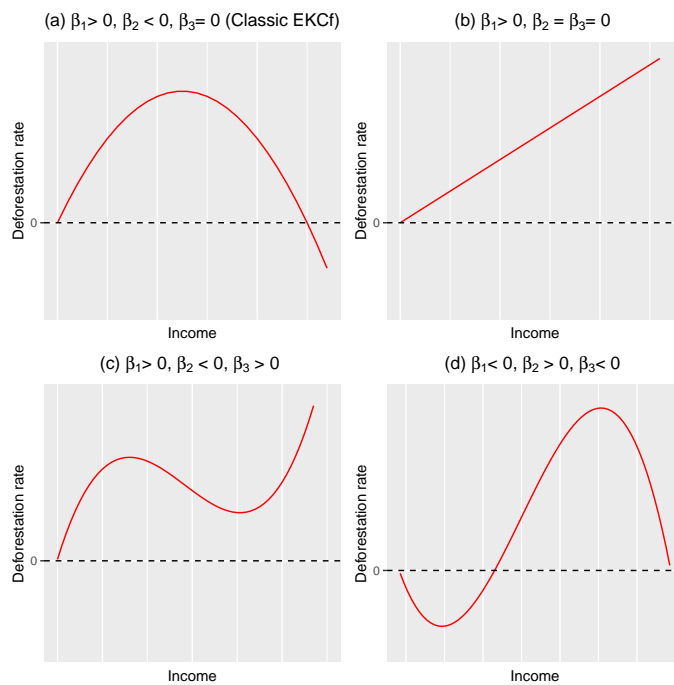 (a) β₁> 0, β₂ < 0, β₃= 0 (Classic EKCf)
Deforestation rate
0
Income
(b) β₁> 0, β₂ = β₃= 0
Deforestation rate
0
Income
(c) β₁> 0, β₂ < 0, β₃ > 0
Deforestation rate
0
Income
(d) β₁< 0, β₂ > 0, β₃< 0
Deforestation rate
0
Income